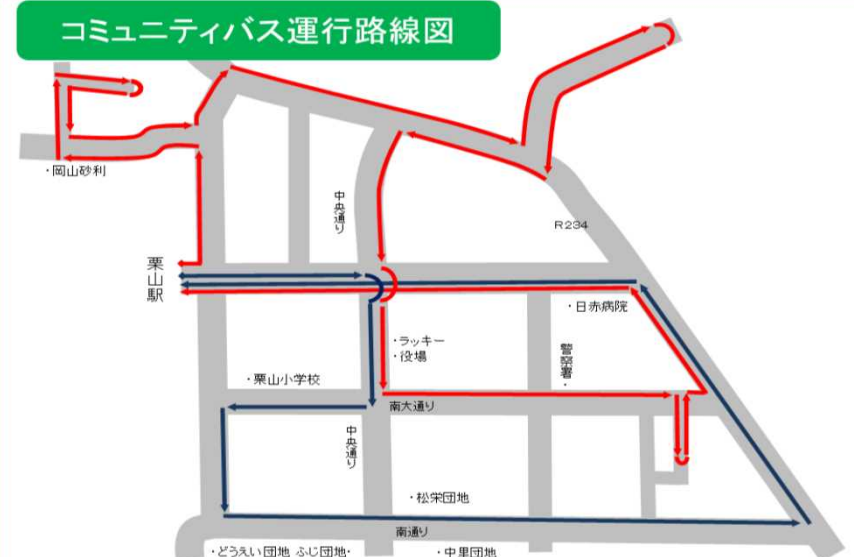 コミュニティバス運行路線図
・岡山砂利
中央通り
R234
栗山駅
・日赤病院
・ラッキー
・役場
警察署・
・栗山小学校
南大通り
中央通り
・松栄団地
南通り
・どうえい団地 ふじ団地・
・中里団地